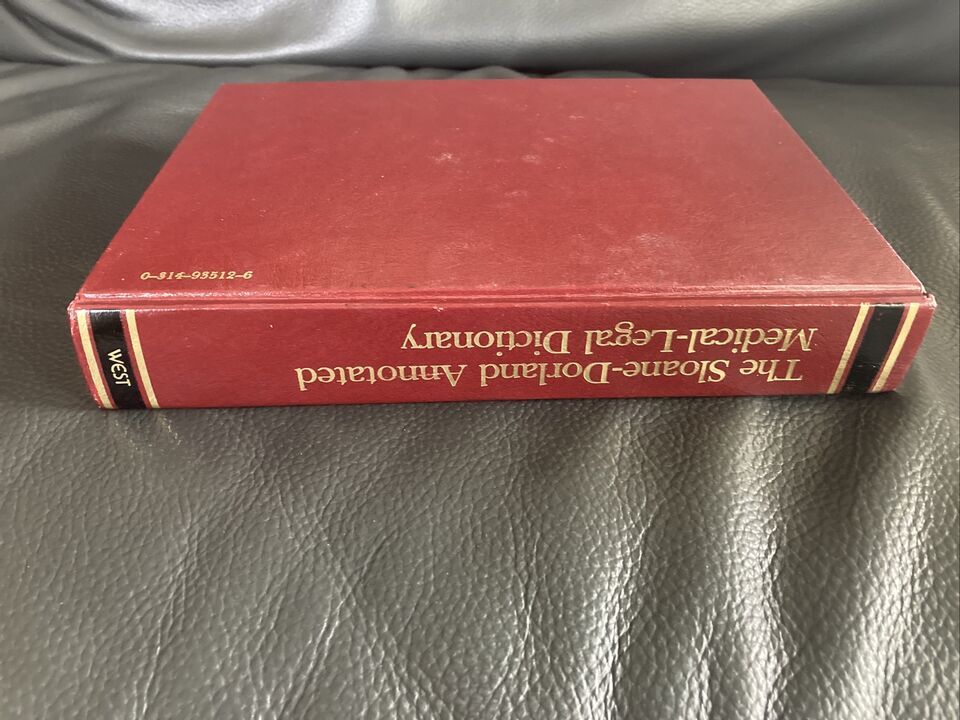 0-314-93512-6
The Sloane-Dorland Annotated
Medical-Legal Dictionary
WEST